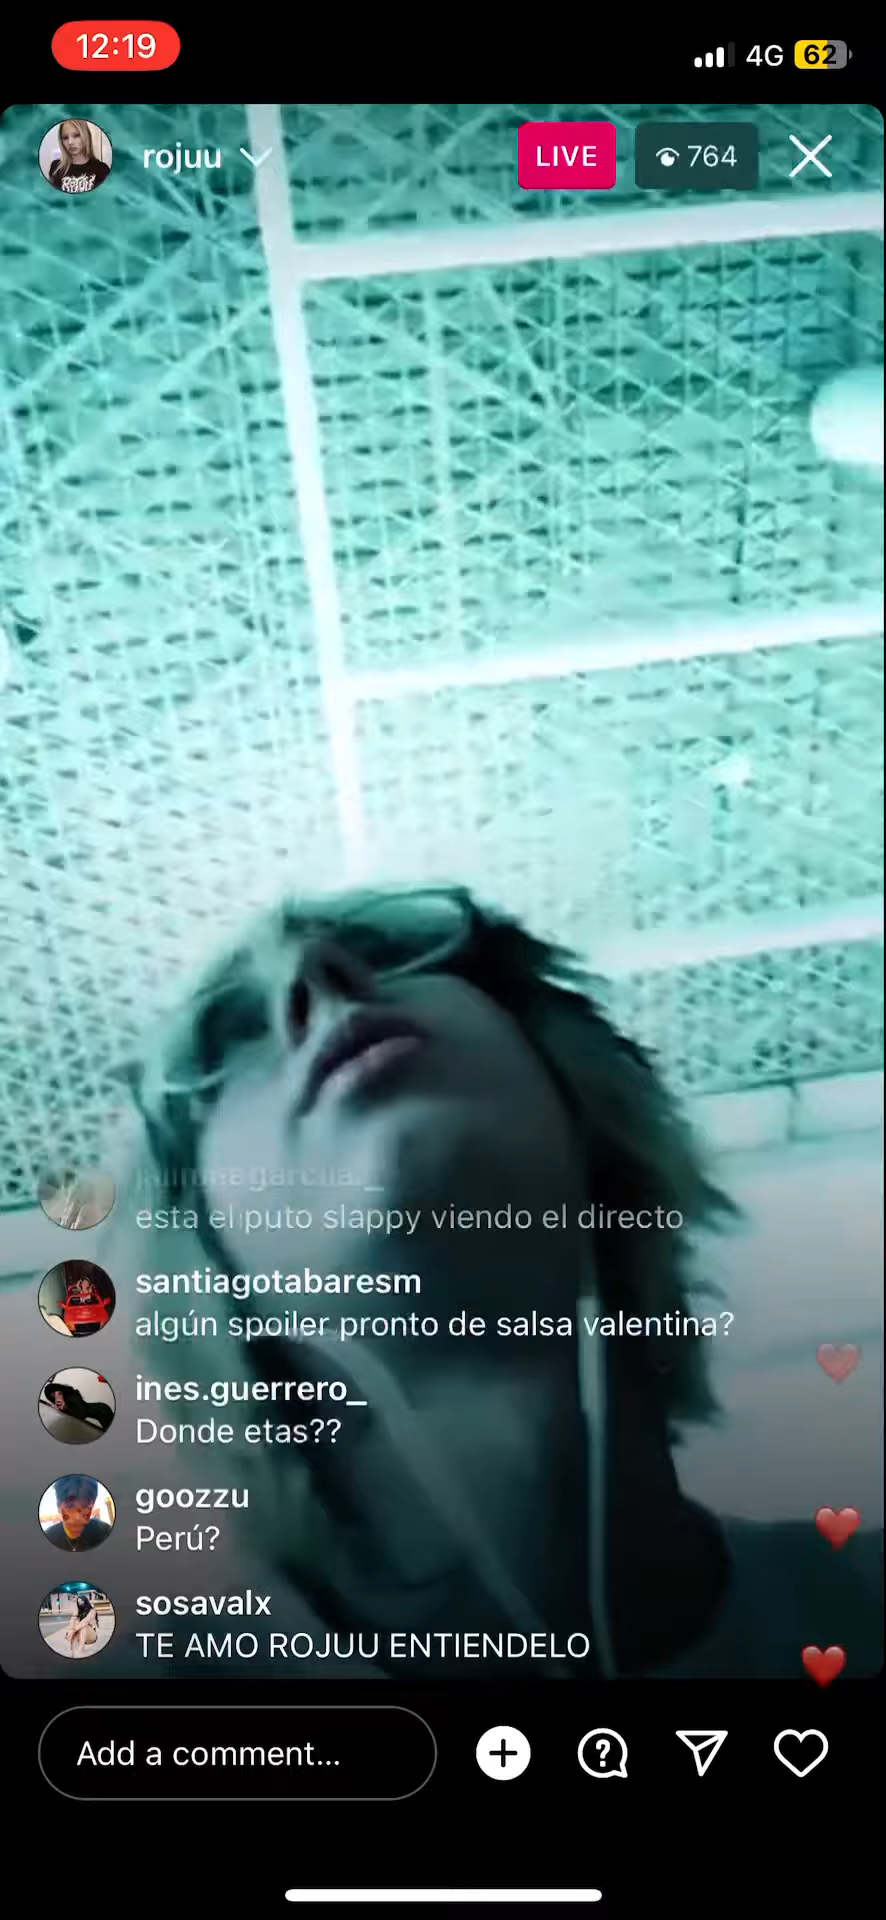 12:19
4G
62
rojuu
LIVE
764
esta el puto slappy viendo el directo
santiagotabaresm
algún spoiler pronto de salsa valentina?
ines.guerrero_
Donde etas??
goozzu
Perú?
sosavalx
TE AMO ROJUU ENTIENDELO
Add a comment...